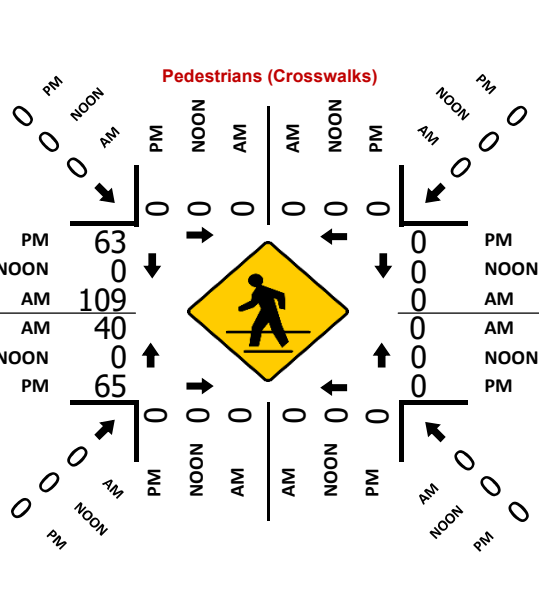 Pedestrians (Crosswalks)
PM NOON AM AM NOON PM
0 0 0 0 0 0
PM 0 NOON 0 AM 0
PM 0 NOON 0 AM 0
PM 63 0 PM
NOON 0 0 NOON
AM 109 0 AM
AM 40 0 AM
NOON 0 0 NOON
PM 65 0 PM
0 0 0 0 0 0
PM NOON AM AM NOON PM
0 AM 0 NOON 0 PM
0 AM 0 NOON 0 PM